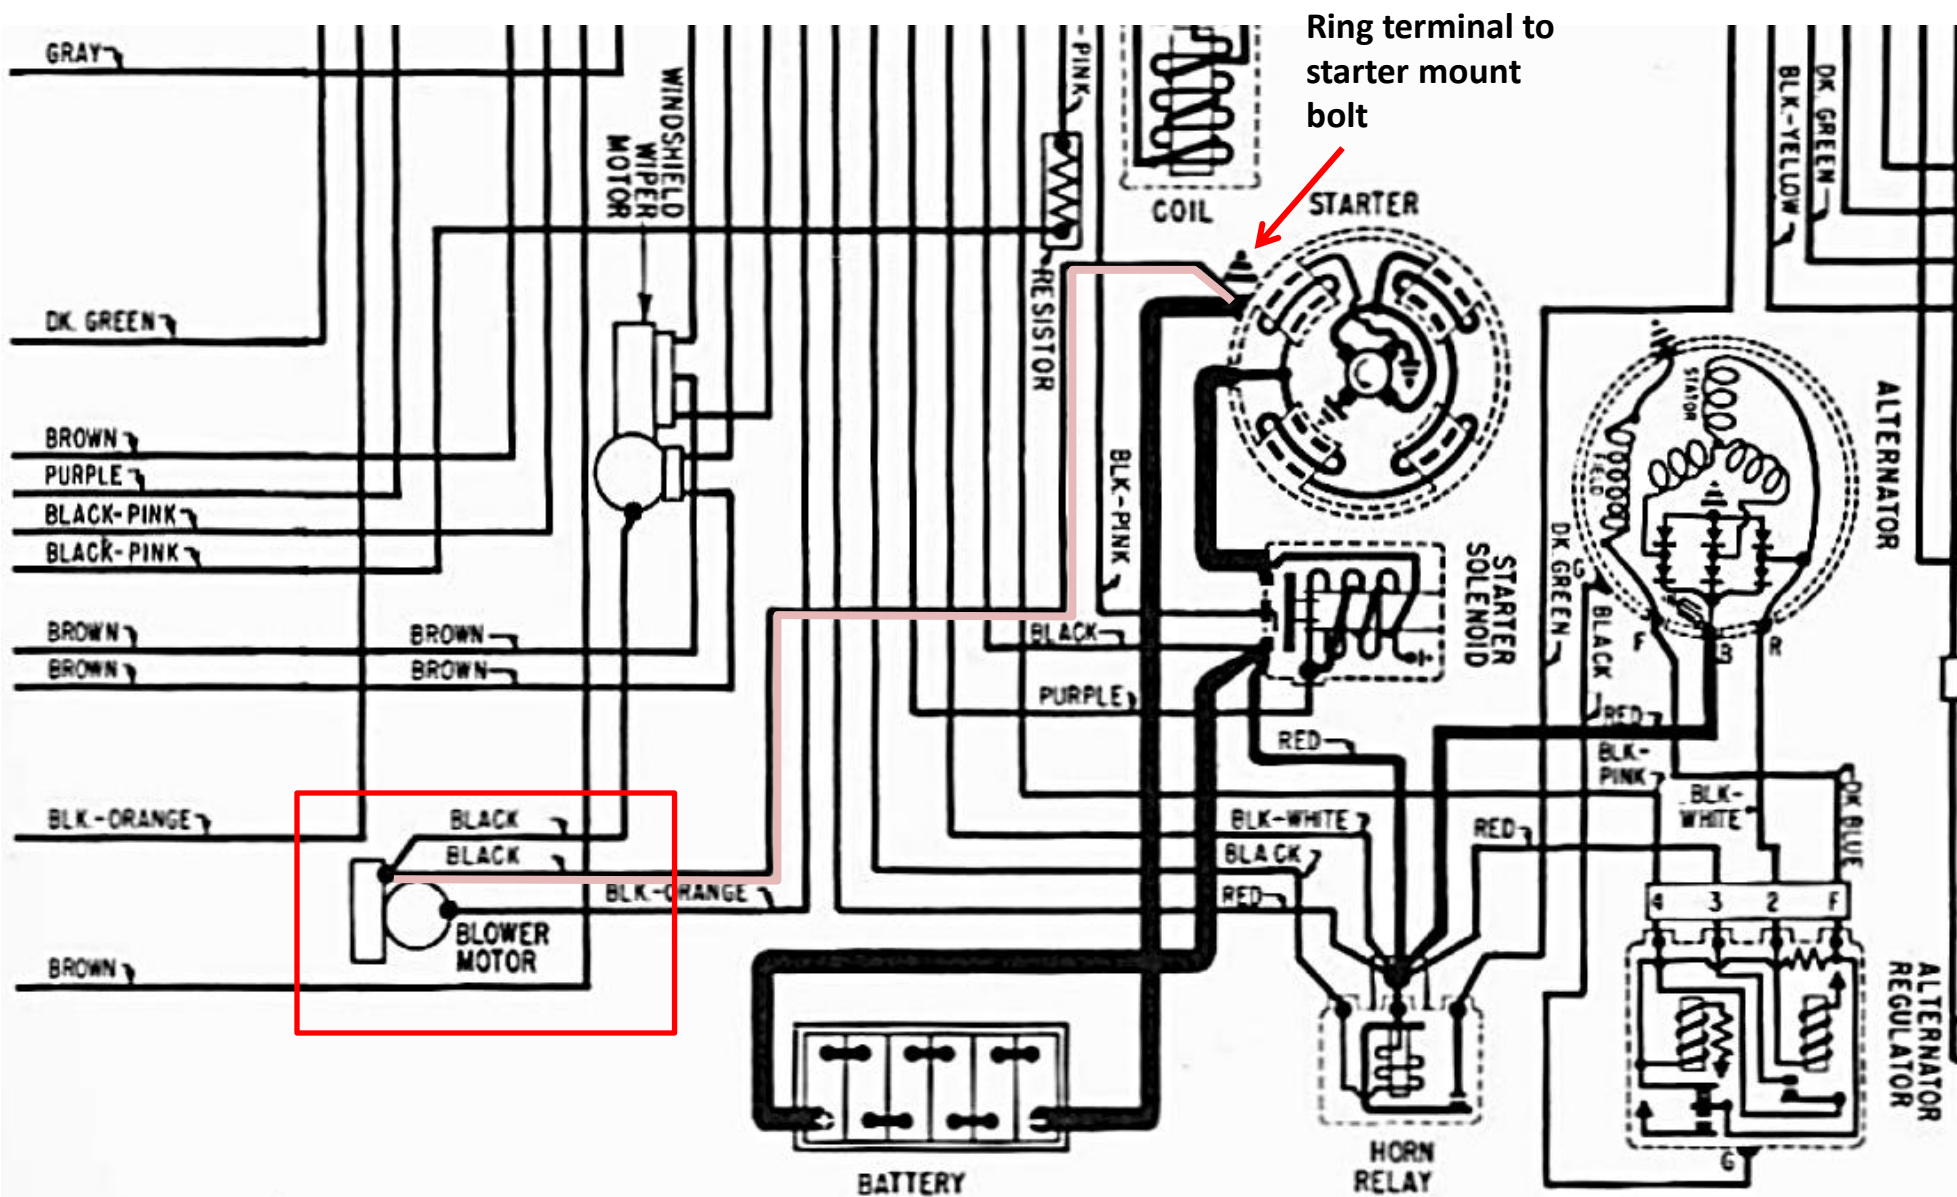 Ring terminal to
starter mount
bolt
GRAY
WINDSHIELD
WIPER
MOTOR
-PINK
COIL
STARTER
BLK.-YELLOW
DK. GREEN
RESISTOR
DK. GREEN
BROWN
PURPLE
BLACK-PINK
BLACK-PINK
BLK-PINK
STATOR
FIELD
ALTERNATOR
STARTER
SOLENOID
DK. GREEN
G
BLACK
F
B
R
BROWN
BROWN
BROWN
BROWN
BLACK
PURPLE
RED
RED
BLK-
PINK
BLK-
WHITE
DK BLUE
BLK.-ORANGE
BLACK
BLACK
BLK.-ORANGE
BLK-WHITE
BLACK
RED
RED
4 3 2 F
BLOWER
MOTOR
BROWN
ALTERNATOR
REGULATOR
G
HORN
RELAY
BATTERY